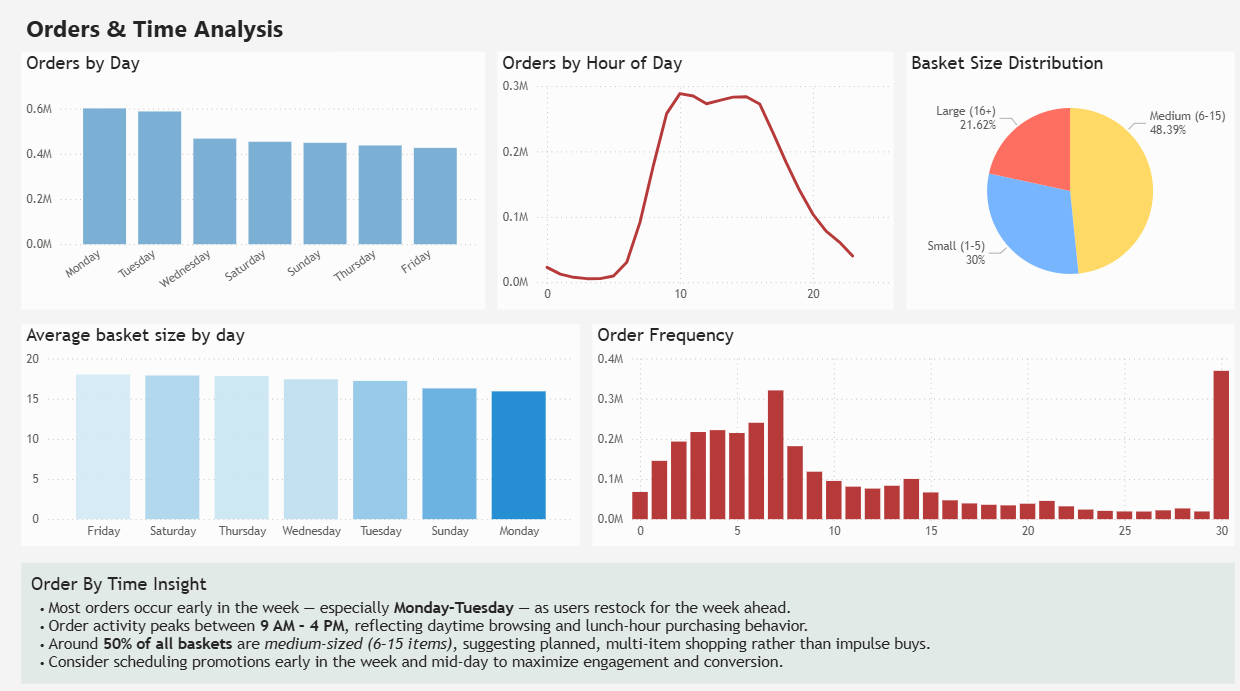 Orders & Time Analysis
Orders by Day
0.6M
0.4M
0.2M
0.0M
Monday
Tuesday
Wednesday
Saturday
Sunday
Thursday
Friday
Orders by Hour of Day
0.3M
0.2M
0.1M
0.0M
0 10 20
Basket Size Distribution
Large (16+)
21.62%
Medium (6-15)
48.39%
Small (1-5)
30%
Average basket size by day
20
15
10
5
0
Friday Saturday Thursday Wednesday Tuesday Sunday Monday
Order Frequency
0.4M
0.3M
0.2M
0.1M
0.0M
0 5 10 15 20 25 30
Order By Time Insight
• Most orders occur early in the week — especially Monday–Tuesday — as users restock for the week ahead.
• Order activity peaks between 9 AM – 4 PM, reflecting daytime browsing and lunch-hour purchasing behavior.
• Around 50% of all baskets are medium-sized (6–15 items), suggesting planned, multi-item shopping rather than impulse buys.
• Consider scheduling promotions early in the week and mid-day to maximize engagement and conversion.